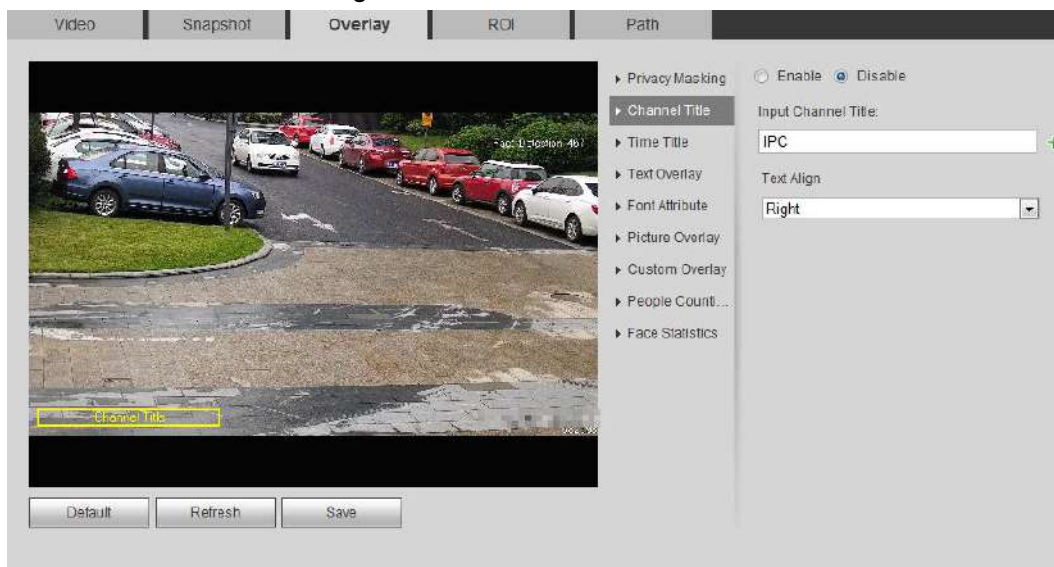 Video Snapshot Overlay ROI Path
Privacy Masking
Channel Title
Time Title
Text Overlay
Font Attribute
Picture Overlay
Custom Overlay
People Counti...
Face Statistics
Enable Disable
Input Channel Title:
IPC
Text Align
Right
Channel Title
Default Refresh Save